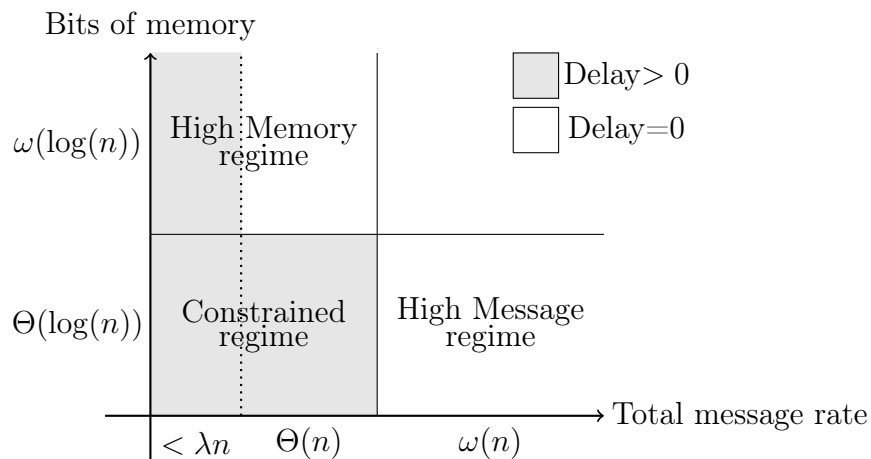 Bits of memory
Delay> 0
Delay=0
ω(log(n))
High Memory
regime
Θ(log(n))
Constrained
regime
High Message
regime
Total message rate
< λn
Θ(n)
ω(n)